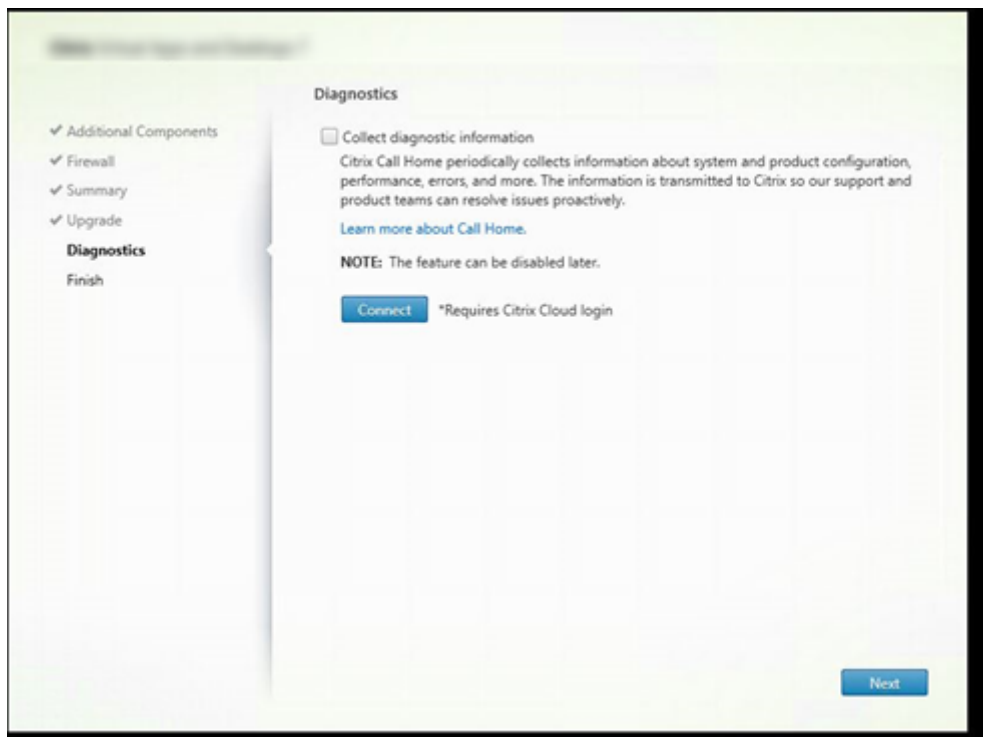 Diagnostics
✔ Additional Components
✔ Firewall
✔ Summary
✔ Upgrade
Diagnostics
Finish
Collect diagnostic information
Citrix Call Home periodically collects information about system and product configuration,
performance, errors, and more. The information is transmitted to Citrix so our support and
product teams can resolve issues proactively.
Learn more about Call Home.
NOTE: The feature can be disabled later.
Connect *Requires Citrix Cloud login
Next